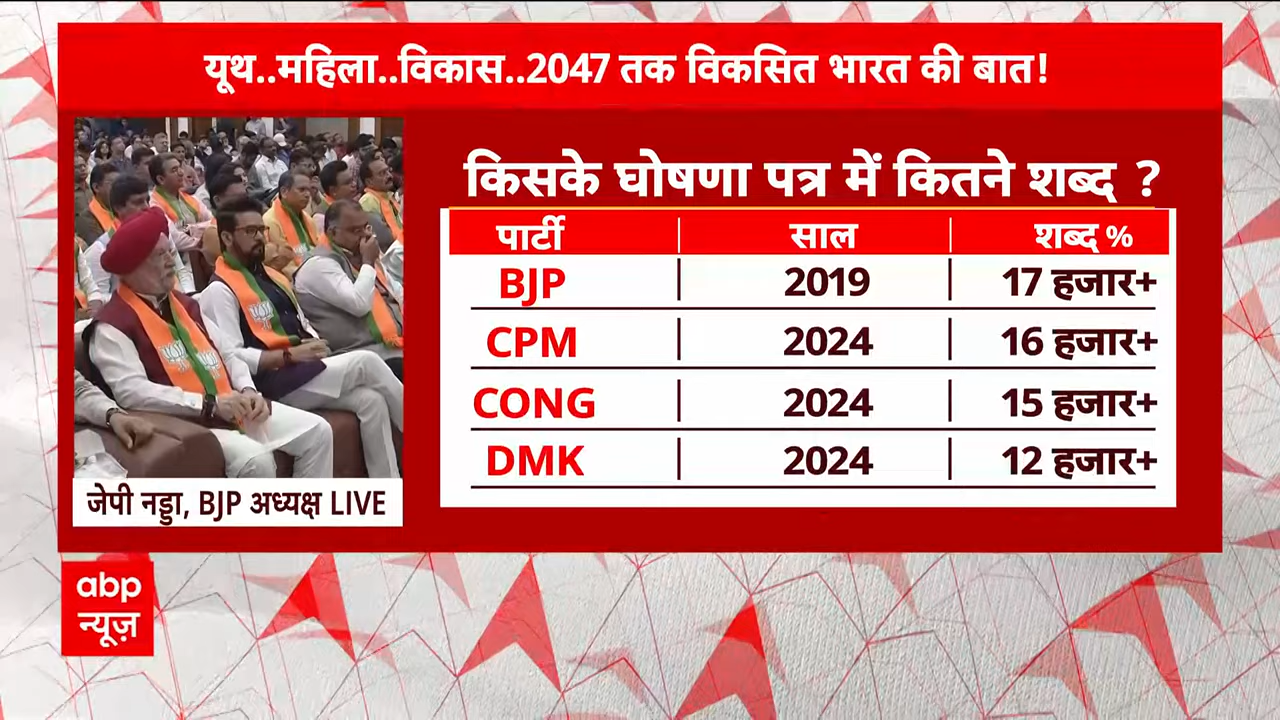 यूथ..महिला..विकास..2047 तक विकसित भारत की बात!
किसके घोषणा पत्र में कितने शब्द ?
पार्टी साल शब्द %
BJP 2019 17 हजार+
CPM 2024 16 हजार+
CONG 2024 15 हजार+
DMK 2024 12 हजार+
जेपी नड्डा, BJP अध्यक्ष LIVE
abp
न्यूज़